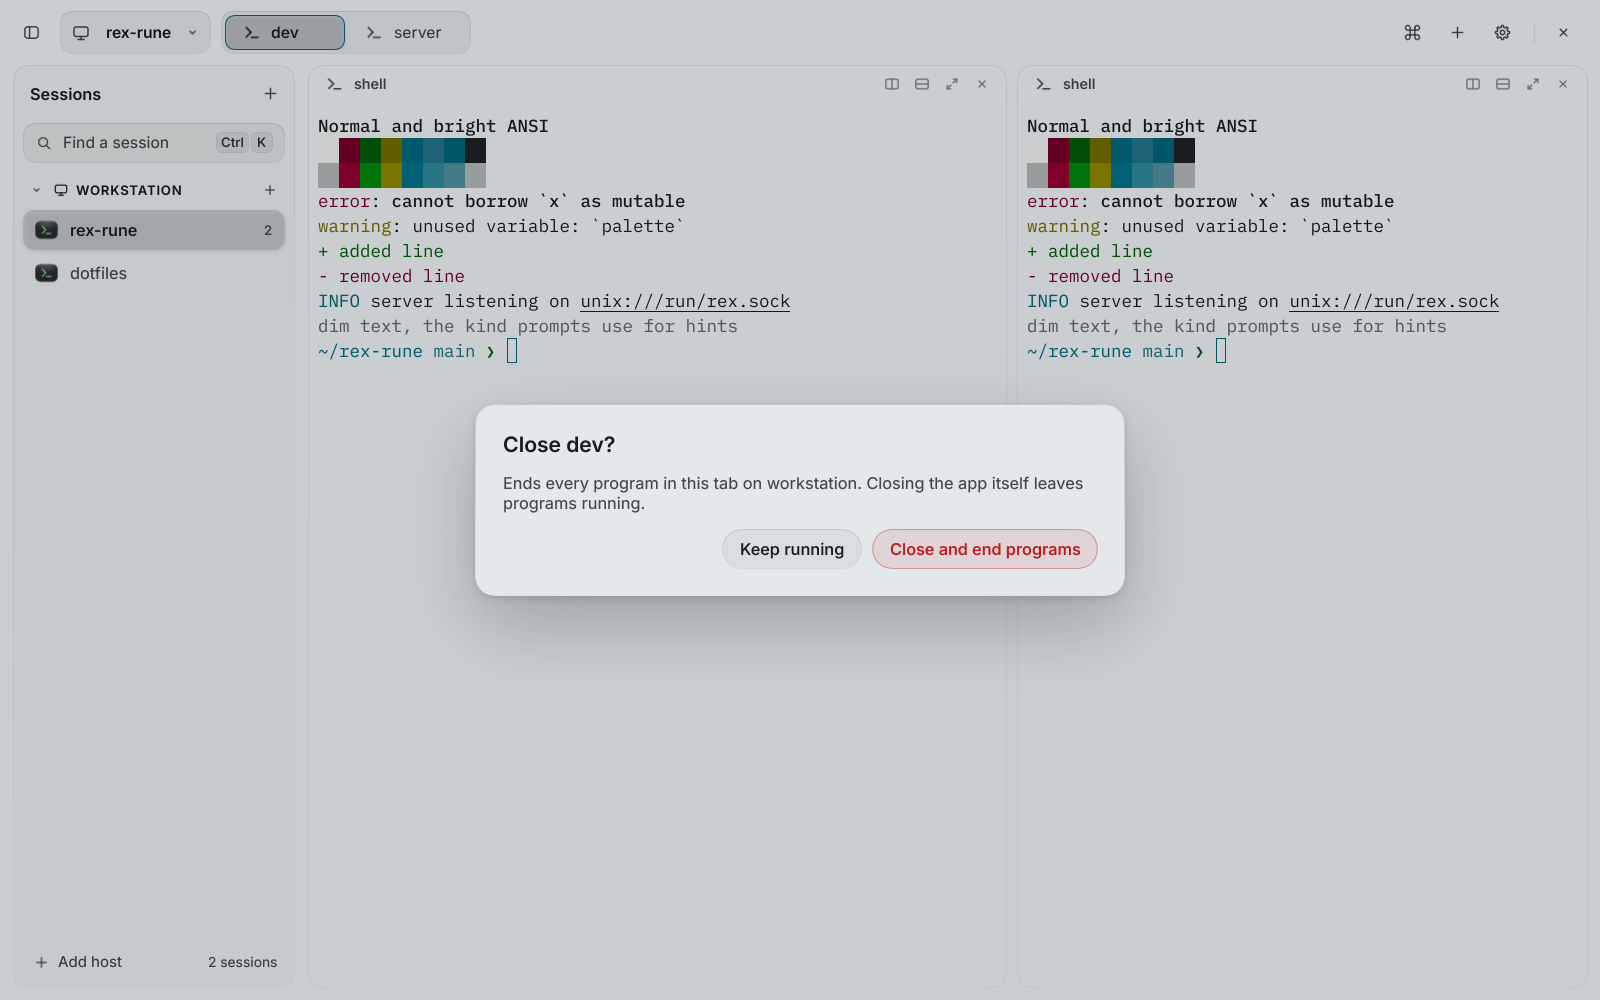 rex-rune
dev
server
Sessions
Find a session Ctrl K
WORKSTATION
rex-rune 2
dotfiles
Add host 2 sessions
shell
Normal and bright ANSI
error: cannot borrow `x` as mutable
warning: unused variable: `palette`
+ added line
- removed line
INFO server listening on unix:///run/rex.sock
dim text, the kind prompts use for hints
~/rex-rune main ❯
shell
Normal and bright ANSI
error: cannot borrow `x` as mutable
warning: unused variable: `palette`
+ added line
- removed line
INFO server listening on unix:///run/rex.sock
dim text, the kind prompts use for hints
~/rex-rune main ❯
Close dev?
Ends every program in this tab on workstation. Closing the app itself leaves
programs running.
Keep running
Close and end programs